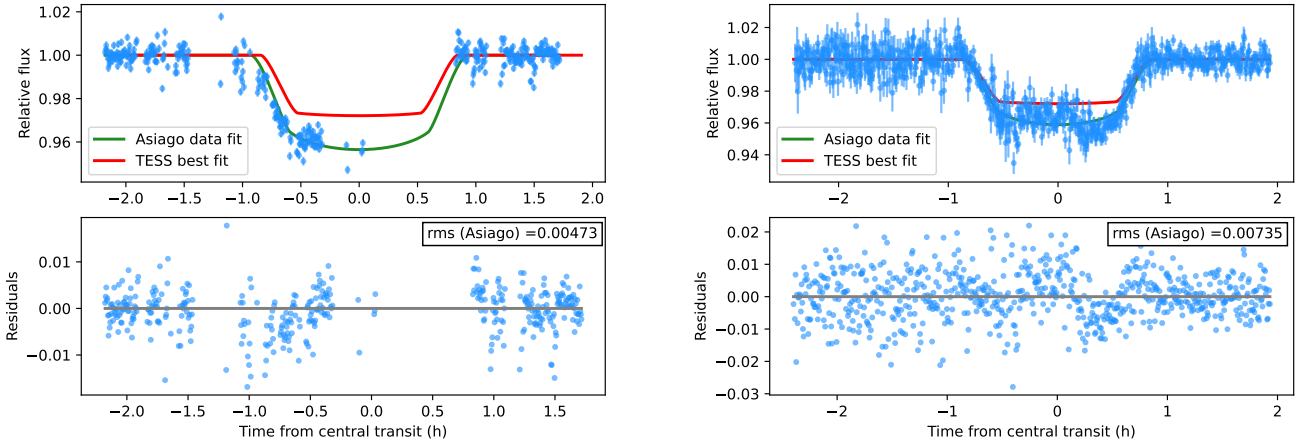 1.02
1.00
0.98
0.96
Relative flux
Asiago data fit
TESS best fit
−2.0 −1.5 −1.0 −0.5 0.0 0.5 1.0 1.5 2.0
rms (Asiago) =0.00473
0.01
0.00
−0.01
Residuals
−2.0 −1.5 −1.0 −0.5 0.0 0.5 1.0 1.5
Time from central transit (h)
1.02
1.00
0.98
0.96
0.94
Relative flux
Asiago data fit
TESS best fit
−2 −1 0 1 2
rms (Asiago) =0.00735
0.02
0.01
0.00
−0.01
−0.02
−0.03
Residuals
−2 −1 0 1 2
Time from central transit (h)